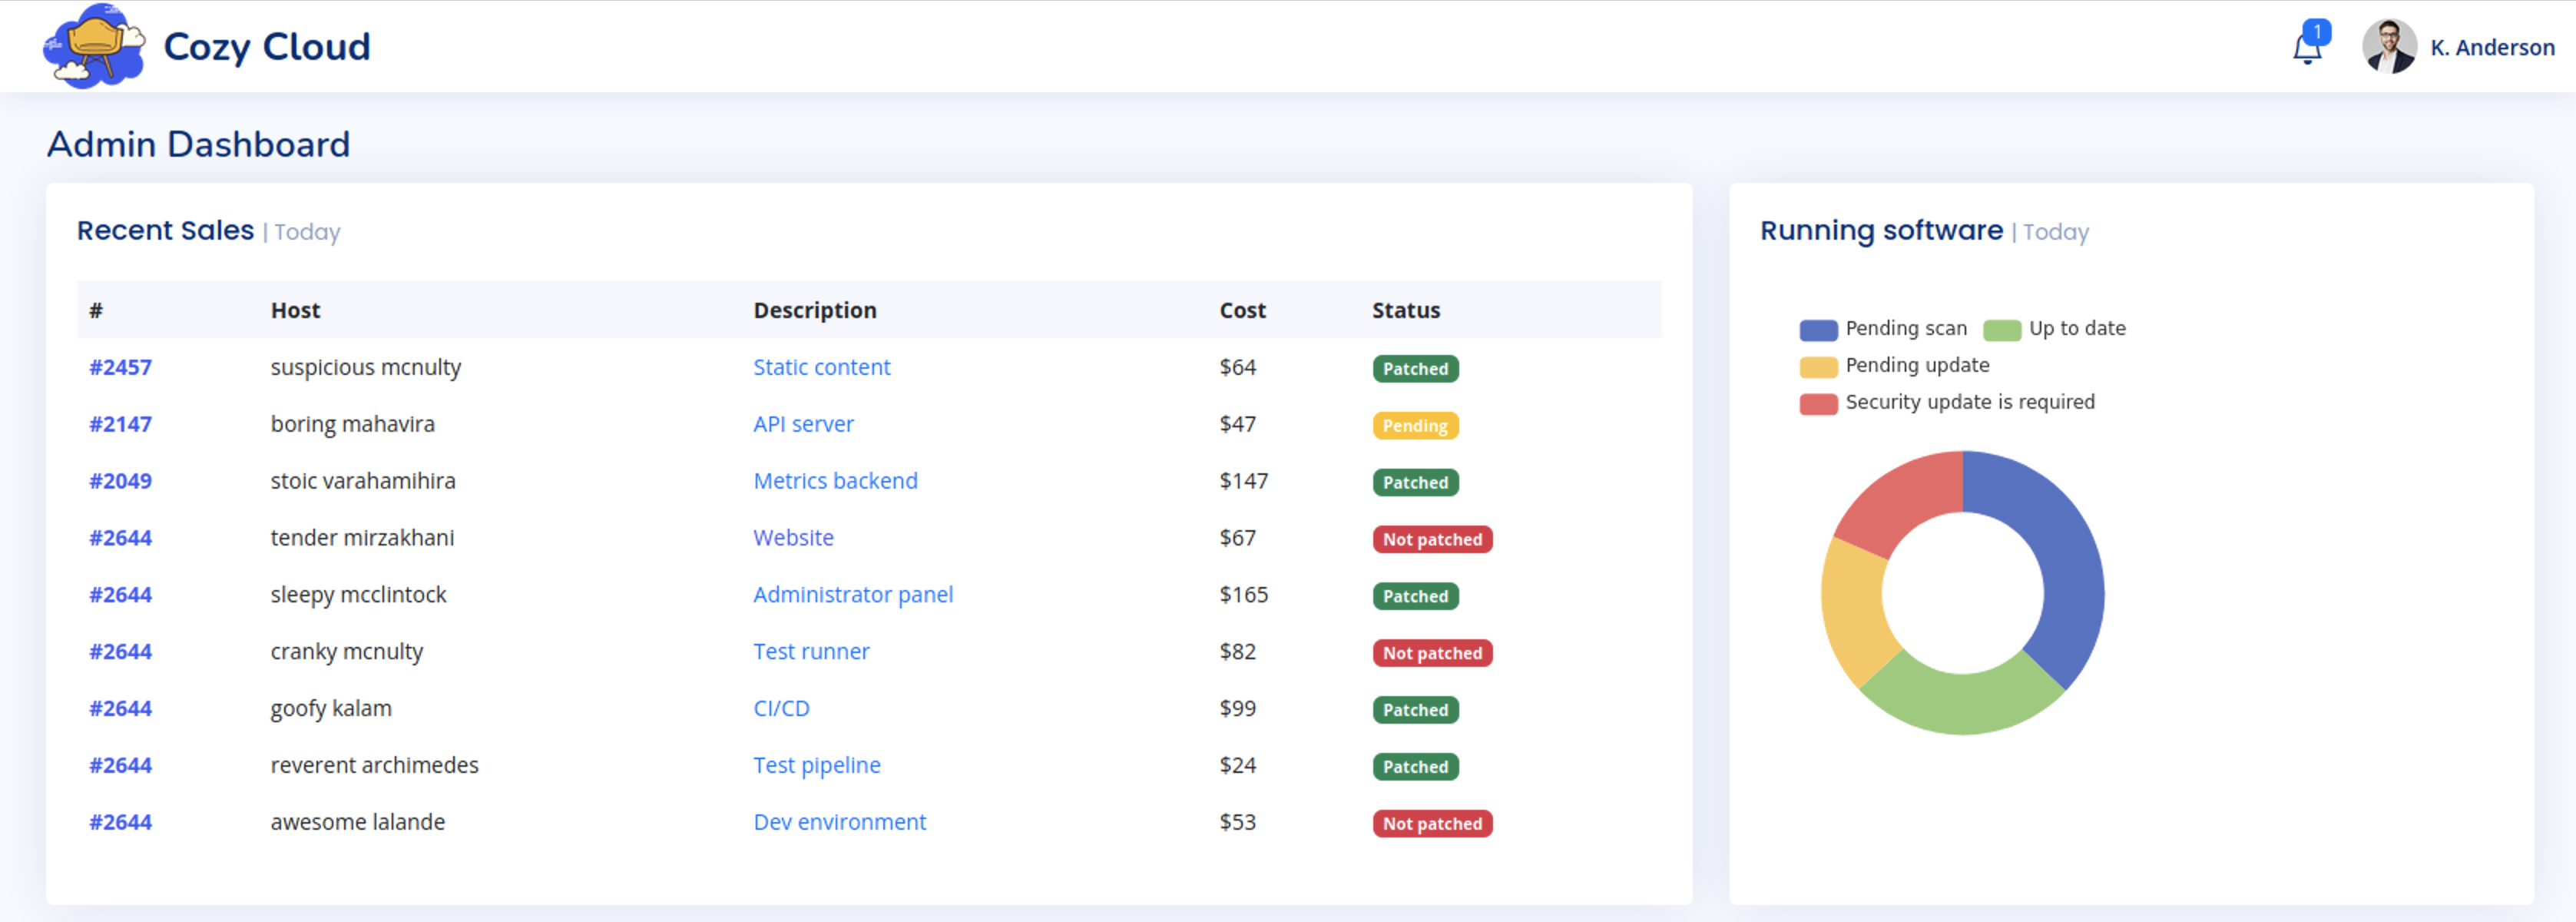 Cozy Cloud
1
K. Anderson
Admin Dashboard
Recent Sales | Today
# Host Description Cost Status
#2457 suspicious mcnulty Static content $64 Patched
#2147 boring mahavira API server $47 Pending
#2049 stoic varahamihira Metrics backend $147 Patched
#2644 tender mirzakhani Website $67 Not patched
#2644 sleepy mcclintock Administrator panel $165 Patched
#2644 cranky mcnulty Test runner $82 Not patched
#2644 goofy kalam CI/CD $99 Patched
#2644 reverent archimedes Test pipeline $24 Patched
#2644 awesome lalande Dev environment $53 Not patched
Running software | Today
Pending scan Up to date
Pending update
Security update is required